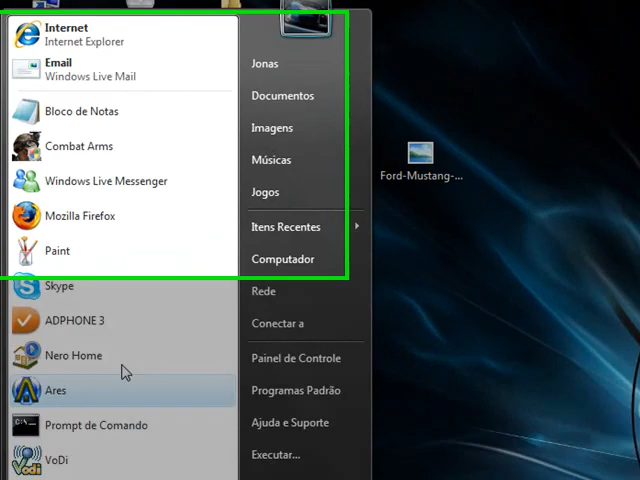 Internet
Internet Explorer
Email
Windows Live Mail
Bloco de Notas
Combat Arms
Windows Live Messenger
Mozilla Firefox
Paint
Skype
ADPHONE 3
Nero Home
Ares
Prompt de Comando
VoDi
Jonas
Documentos
Imagens
Músicas
Jogos
Itens Recentes
Computador
Rede
Conectar a
Painel de Controle
Programas Padrão
Ajuda e Suporte
Executar...
Ford-Mustang-...